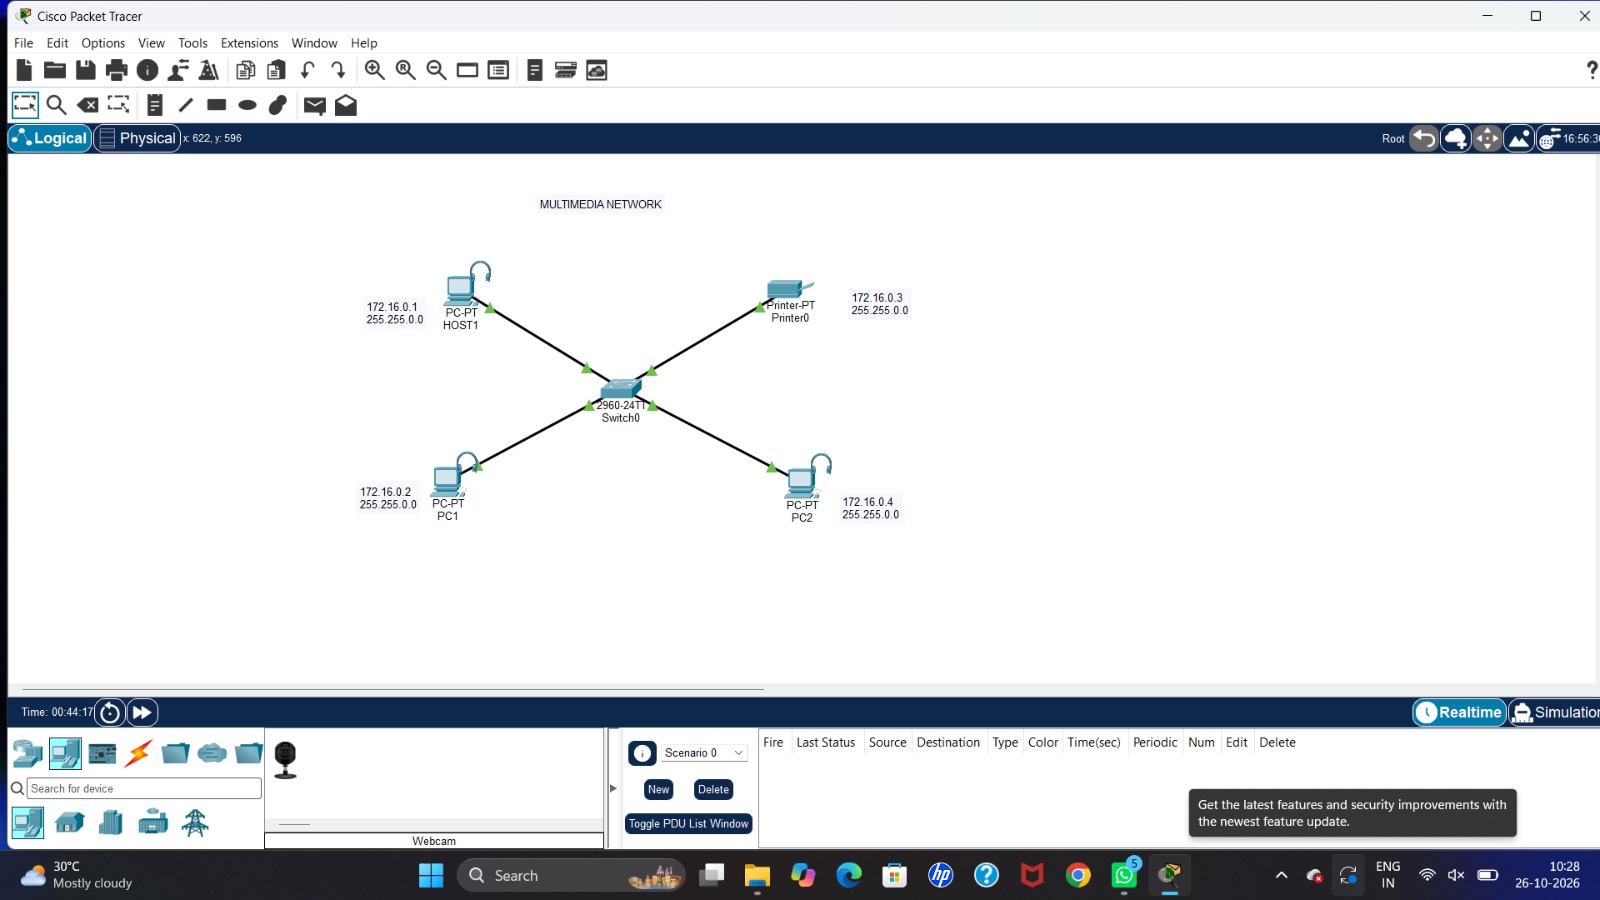 Cisco Packet Tracer
File Edit Options View Tools Extensions Window Help
?
Logical Physical x: 622, y: 596 Root 16:56:3
MULTIMEDIA NETWORK
172.16.0.1
255.255.0.0
PC-PT
HOST1
Printer-PT
Printer0
172.16.0.3
255.255.0.0
2960-24TT
Switch0
172.16.0.2
255.255.0.0
PC-PT
PC1
PC-PT
PC2
172.16.0.4
255.255.0.0
Time: 00:44:17 Realtime Simulation
Search for device
Webcam
Scenario 0
New Delete
Toggle PDU List Window
Fire Last Status Source Destination Type Color Time(sec) Periodic Num Edit Delete
Get the latest features and security improvements with
the newest feature update.
30°C
Mostly cloudy
Search
hp
5
ENG
IN
10:28
26-10-2026